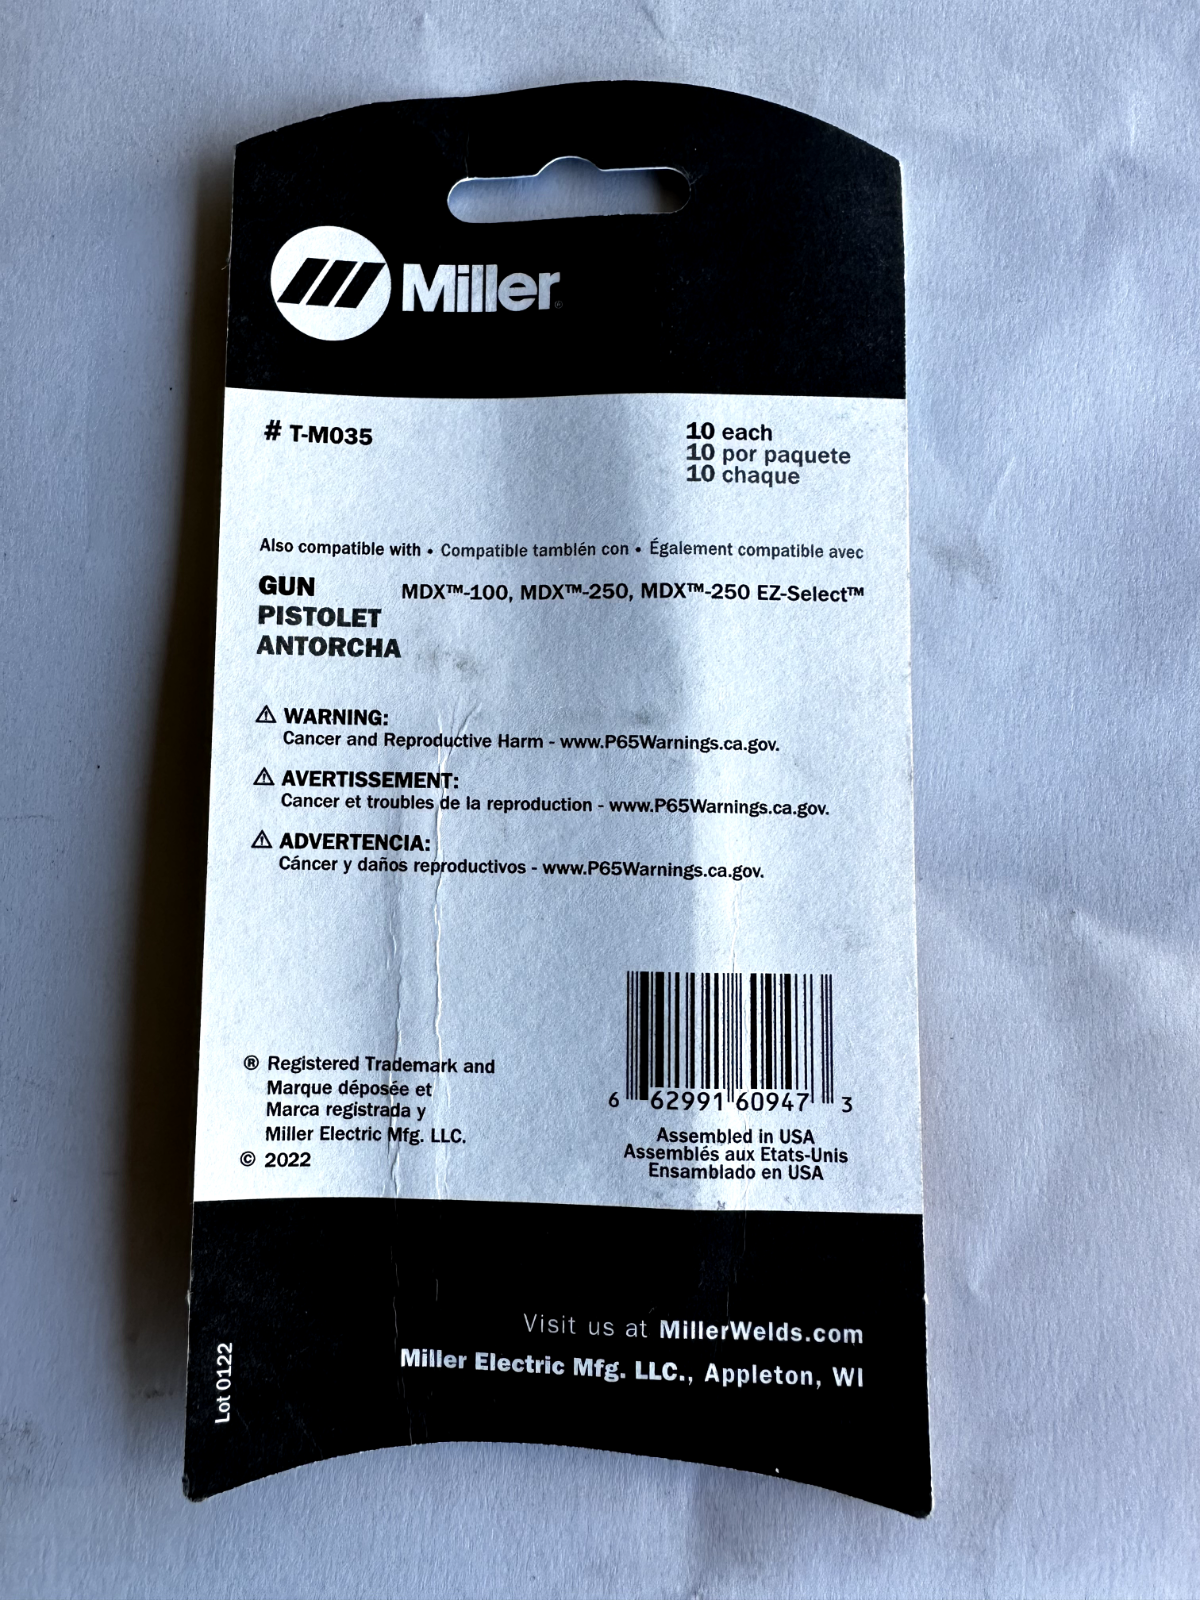 Miller®
# T-M035
10 each
10 por paquete
10 chaque
Also compatible with • Compatible tamblén con • Également compatible avec
GUN MDX™-100, MDX™-250, MDX™-250 EZ-Select™
PISTOLET
ANTORCHA
⚠ WARNING:
Cancer and Reproductive Harm - www.P65Warnings.ca.gov.
⚠ AVERTISSEMENT:
Cancer et troubles de la reproduction - www.P65Warnings.ca.gov.
⚠ ADVERTENCIA:
Cáncer y daños reproductivos - www.P65Warnings.ca.gov.
® Registered Trademark and
Marque déposée et
Marca registrada y
Miller Electric Mfg. LLC.
© 2022
6 62991 60947 3
Assembled in USA
Assemblés aux Etats-Unis
Ensamblado en USA
Visit us at MillerWelds.com
Miller Electric Mfg. LLC., Appleton, WI
Lot 0122